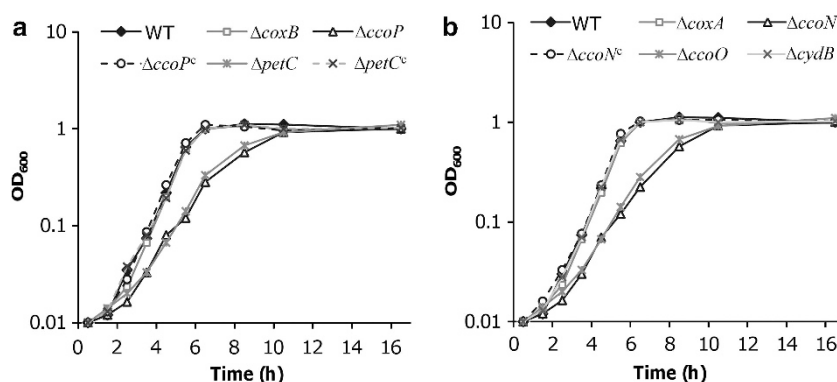 a
WT ΔcoxB ΔccoP
ΔccoPᶜ ΔpetC ΔpetCᶜ
OD₆₀₀
10
1
0.1
0.01
0 2 4 6 8 10 12 14 16
Time (h)
b
WT ΔcoxA ΔccoN
ΔccoNᶜ ΔccoO ΔcydB
OD₆₀₀
10
1
0.1
0.01
0 2 4 6 8 10 12 14 16
Time (h)